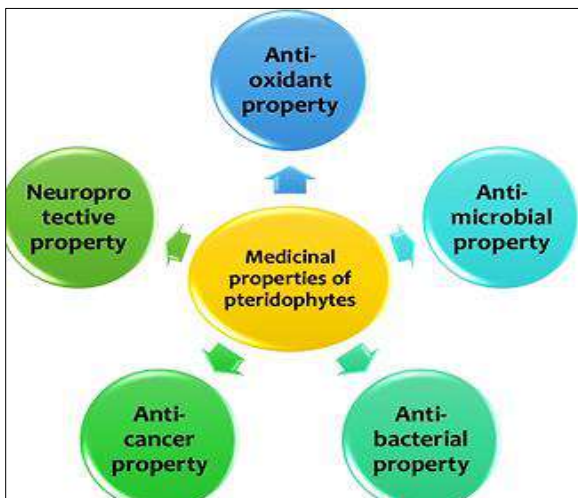 Anti-
oxidant
property
Neuropro
tective
property
Anti-
microbial
property
Medicinal
properties of
pteridophytes
Anti-
cancer
property
Anti-
bacterial
property